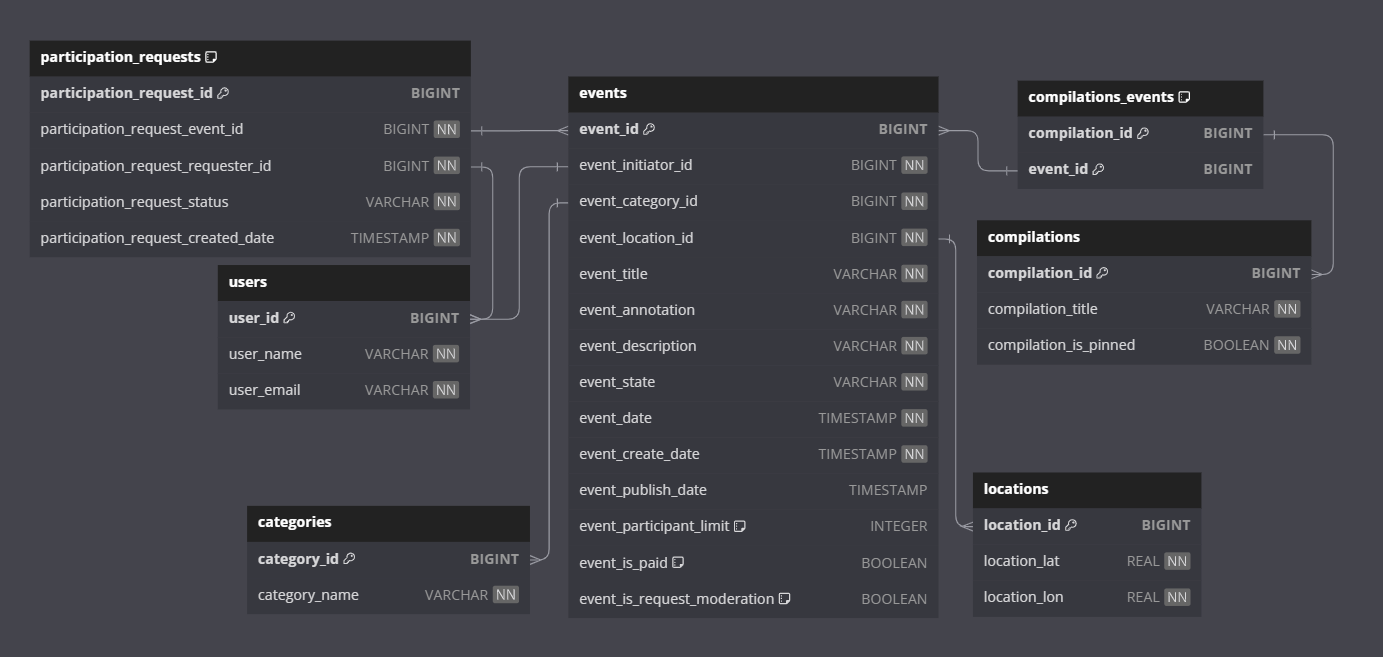 participation_requests
participation_request_id BIGINT
participation_request_event_id BIGINT NN
participation_request_requester_id BIGINT NN
participation_request_status VARCHAR NN
participation_request_created_date TIMESTAMP NN
users
user_id BIGINT
user_name VARCHAR NN
user_email VARCHAR NN
categories
category_id BIGINT
category_name VARCHAR NN
events
event_id BIGINT
event_initiator_id BIGINT NN
event_category_id BIGINT NN
event_location_id BIGINT NN
event_title VARCHAR NN
event_annotation VARCHAR NN
event_description VARCHAR NN
event_state VARCHAR NN
event_date TIMESTAMP NN
event_create_date TIMESTAMP NN
event_publish_date TIMESTAMP
event_participant_limit INTEGER
event_is_paid BOOLEAN
event_is_request_moderation BOOLEAN
compilations_events
compilation_id BIGINT
event_id BIGINT
compilations
compilation_id BIGINT
compilation_title VARCHAR NN
compilation_is_pinned BOOLEAN NN
locations
location_id BIGINT
location_lat REAL NN
location_lon REAL NN